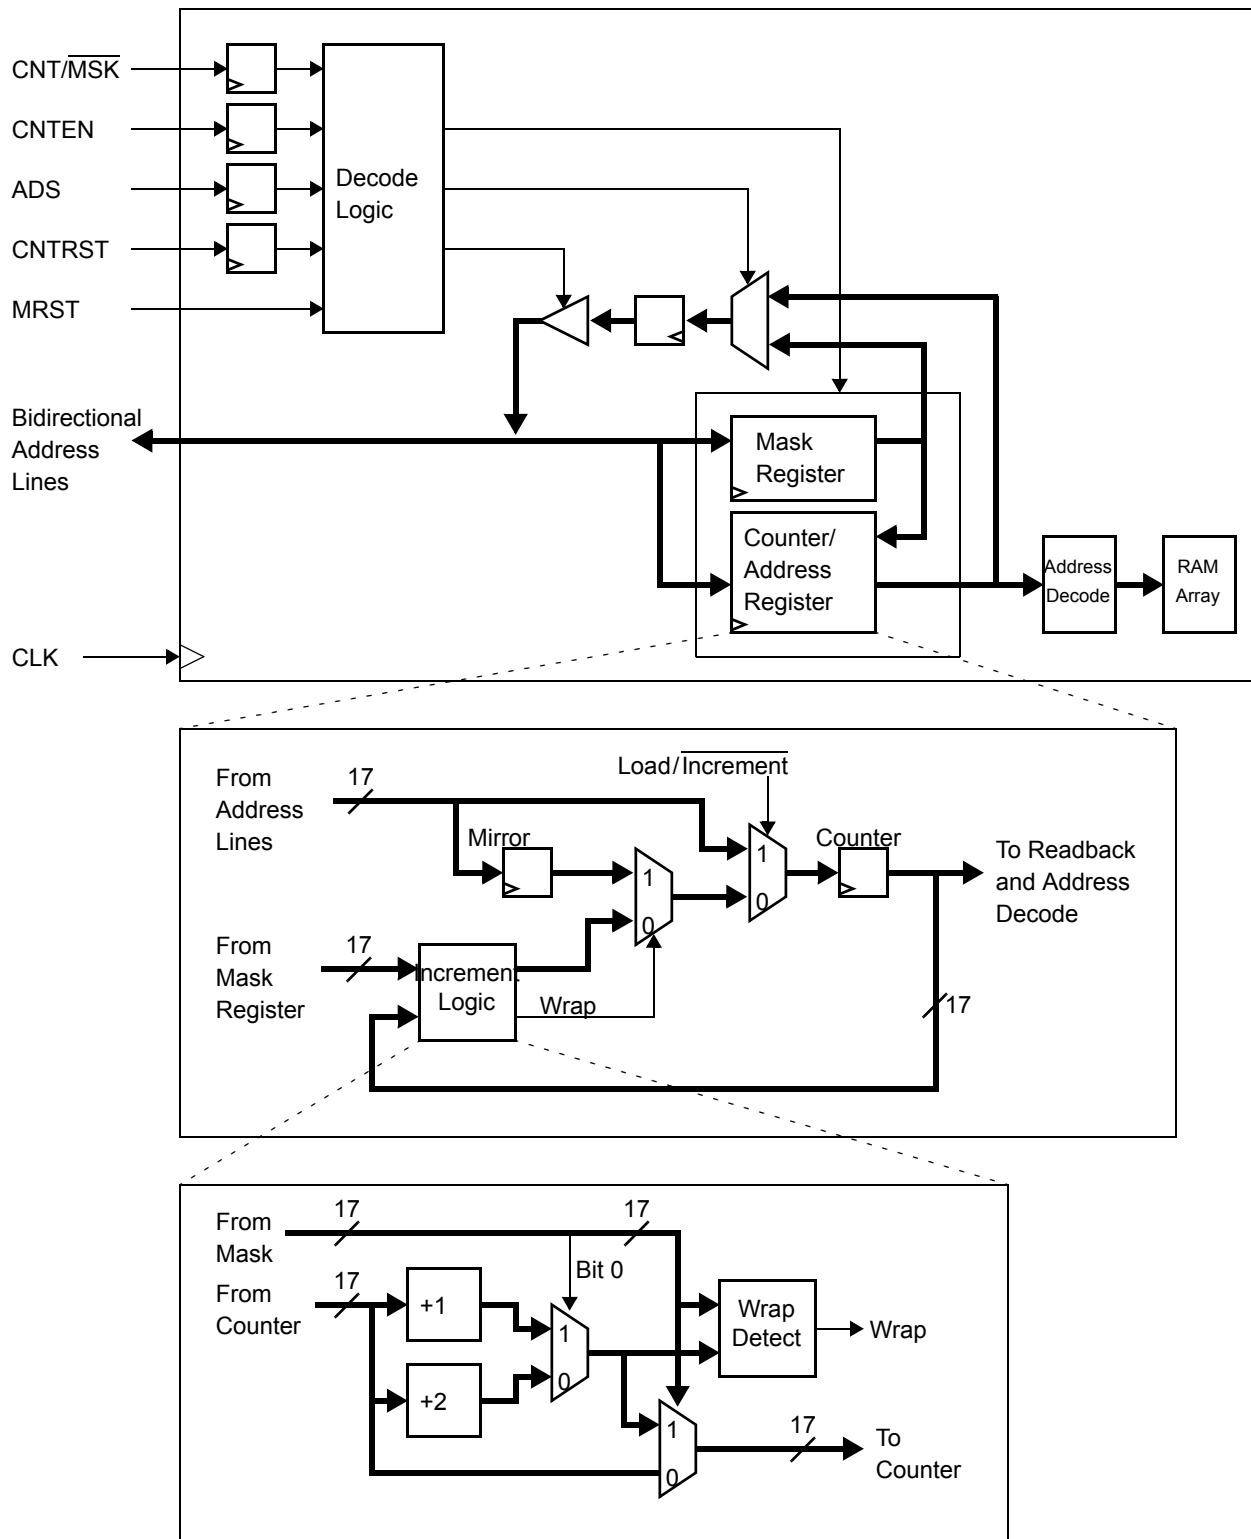 CNT/MSK
CNTEN
ADS
CNTRST
MRST
Decode
Logic
Bidirectional
Address
Lines
Mask
Register
Counter/
Address
Register
Address
Decode
RAM
Array
CLK
From
Address
Lines
17
Load/Increment
Mirror
1
0
1
0
Counter
To Readback
and Address
Decode
From
Mask
Register
17
Increment
Logic
Wrap
17
From
Mask
17
17
Bit 0
From
Counter
17
+1
+2
1
0
Wrap
Detect
Wrap
1
0
17
To
Counter